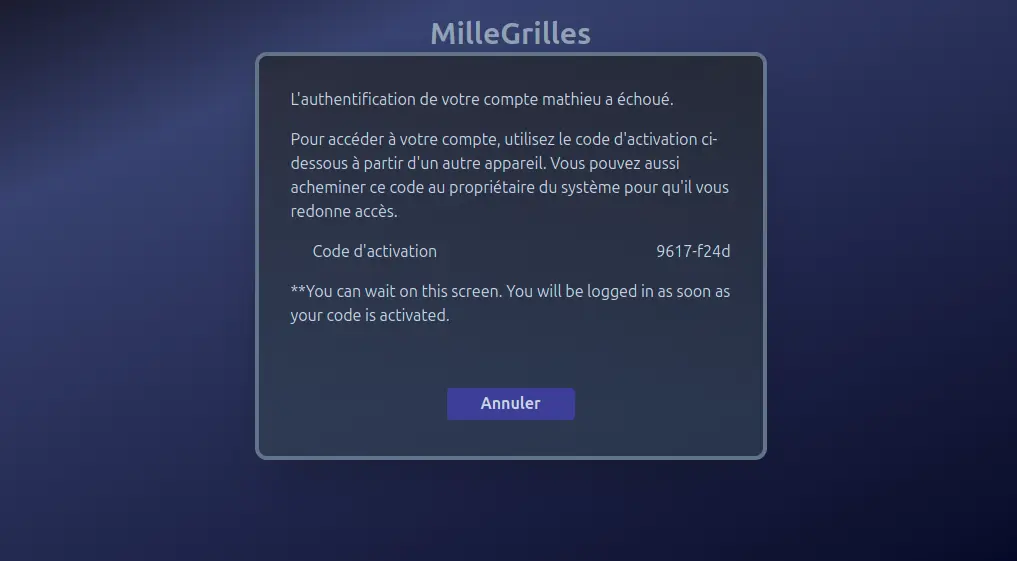 MilleGrilles
L'authentification de votre compte mathieu a échoué.
Pour accéder à votre compte, utilisez le code d'activation ci-
dessous à partir d'un autre appareil. Vous pouvez aussi
acheminer ce code au propriétaire du système pour qu'il vous
redonne accès.
Code d'activation 9617-f24d
**You can wait on this screen. You will be logged in as soon as
your code is activated.
Annuler